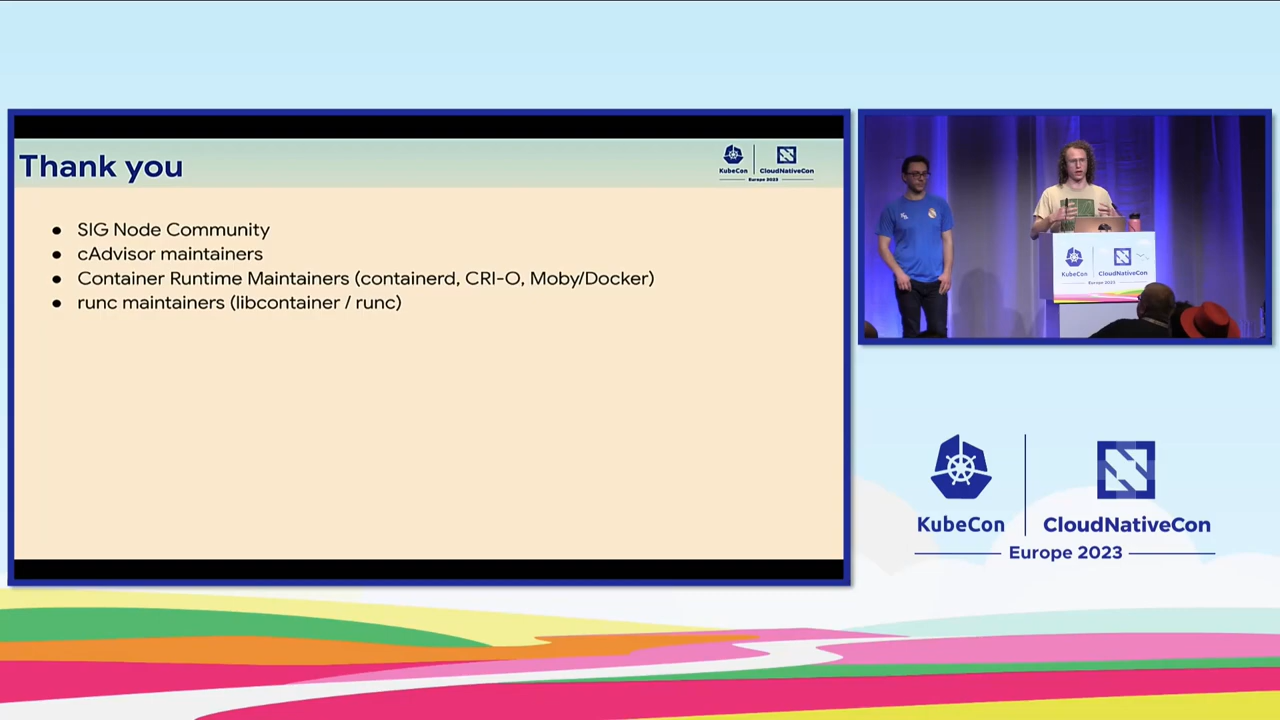 Thank you
KubeCon
CloudNativeCon
Europe 2023
● SIG Node Community
● cAdvisor maintainers
● Container Runtime Maintainers (containerd, CRI-O, Moby/Docker)
● runc maintainers (libcontainer / runc)
KubeCon
CloudNativeCon
KubeCon
CloudNativeCon
Europe 2023